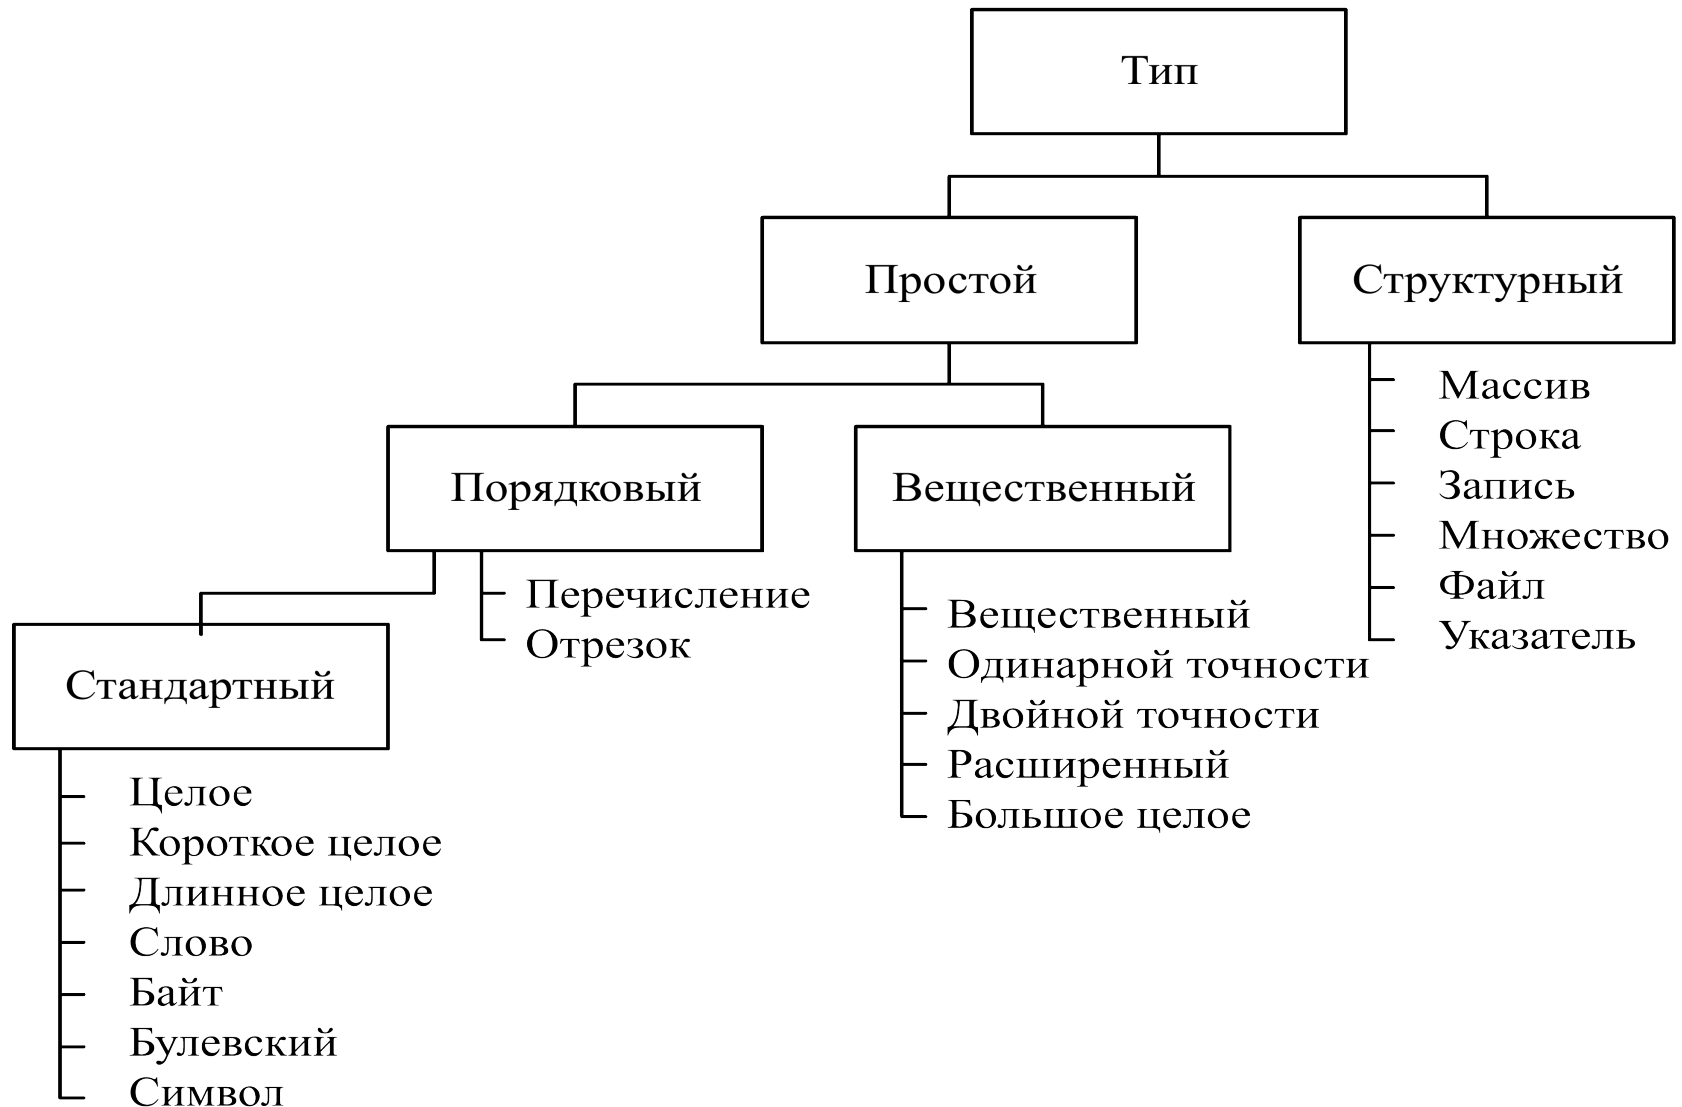 Тип
Простой
Структурный
Массив
Строка
Запись
Множество
Файл
Указатель
Порядковый
Вещественный
Перечисление
Отрезок
Вещественный
Одинарной точности
Двойной точности
Расширенный
Большое целое
Стандартный
Целое
Короткое целое
Длинное целое
Слово
Байт
Булевский
Символ